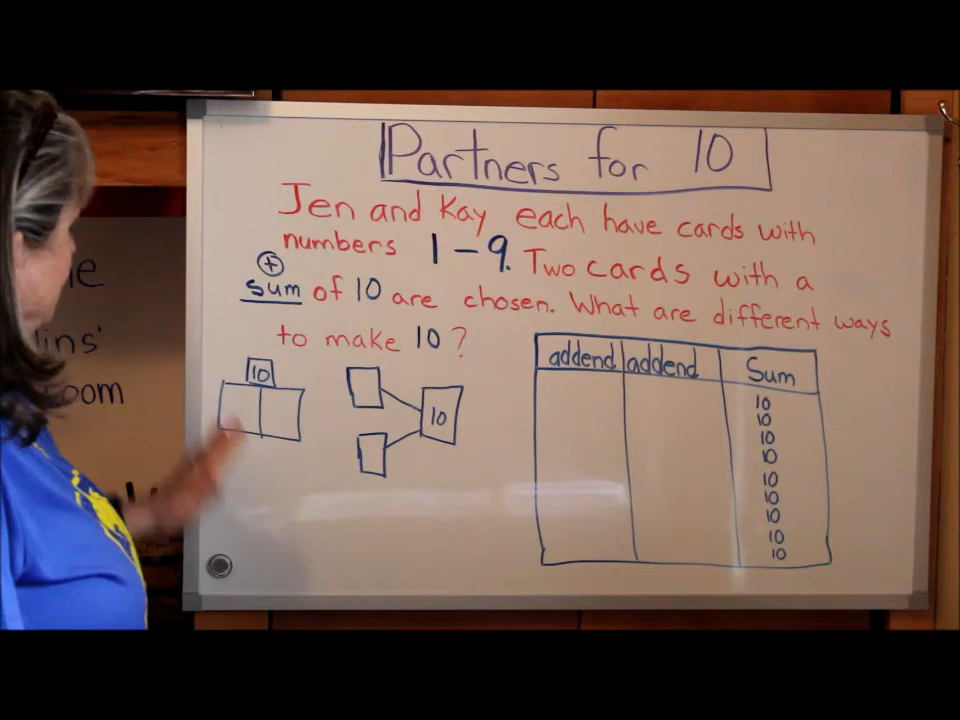 Partners for 10
Jen and Kay each have cards with
numbers 1-9. Two cards with a
+
sum of 10 are chosen. What are different ways
to make 10?
10
10
addend addend Sum
10
10
10
10
10
10
10
10
10
oom